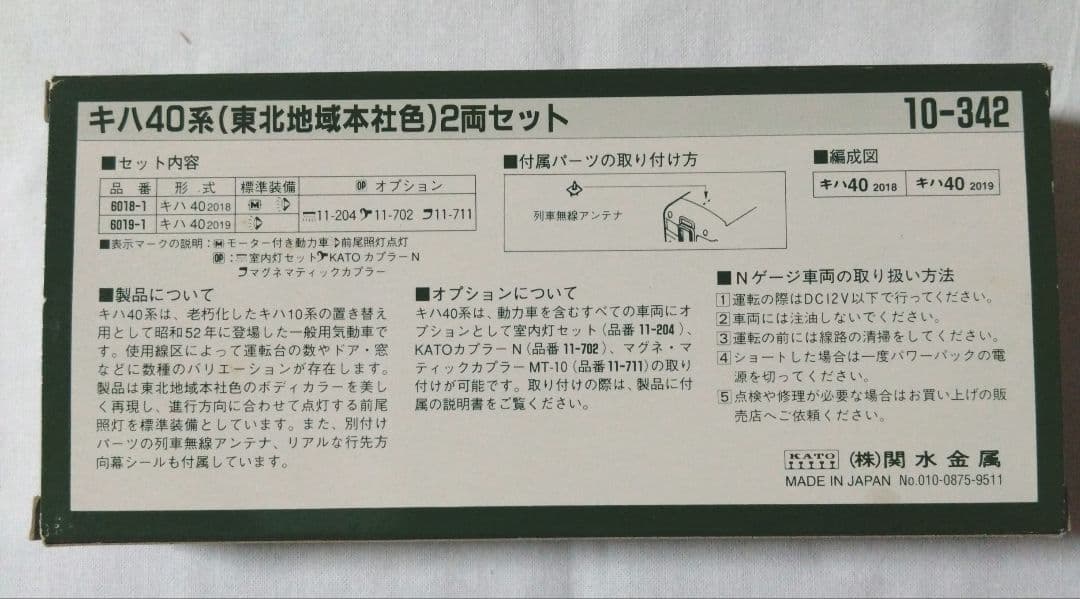 キハ40系(東北地域本社色)2両セット
10-342
■セット内容
品 番 形 式 標準装備 OP オプション
6018-1 キハ 40 2018 M
6019-1 キハ 40 2019
11-204 11-702 11-711
■表示マークの説明：Mモーター付き動力車 前尾照灯点灯
OP：室内灯セット KATOカプラーN
マグネマティックカプラー
■付属パーツの取り付け方
列車無線アンテナ
■編成図
キハ40 2018 キハ40 2019
■製品について
キハ40系は、老朽化したキハ10系の置き替え
用として昭和52年に登場した一般用気動車で
す。使用線区によって運転台の数やドア・窓
などに数種のバリエーションが存在します。
製品は東北地域本社色のボディカラーを美し
く再現し、進行方向に合わせて点灯する前尾
照灯を標準装備としています。また、別付け
パーツの列車無線アンテナ、リアルな行先方
向幕シールも付属しています。
■オプションについて
キハ40系は、動力車を含むすべての車両にオ
プションとして室内灯セット(品番11-204)、
KATOカプラーN(品番11-702)、マグネ・マ
ティックカプラーMT-10(品番11-711)の取り
付けが可能です。取り付けの際は、製品に付
属の説明書をご覧ください。
■Nゲージ車両の取り扱い方法
1 運転の際はDC12V以下で行ってください。
2 車両には注油しないでください。
3 運転の前には線路の清掃をしてください。
4 ショートした場合は一度パワーパックの電
源を切ってください。
5 点検や修理が必要な場合はお買い上げの販
売店へご依頼ください。
KATO (株)関水金属
MADE IN JAPAN No.010-0875-9511